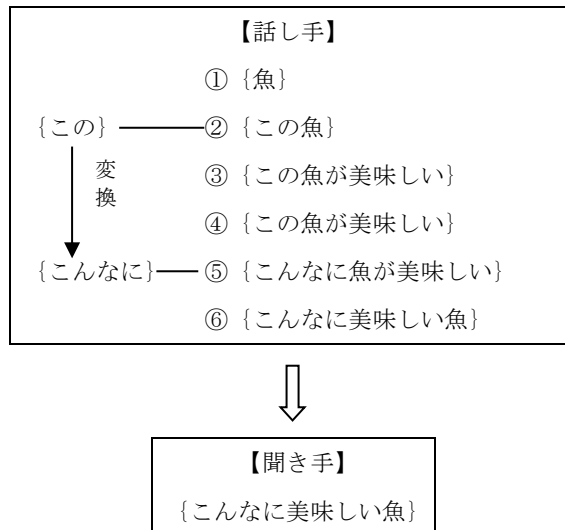 【話し手】
① {魚}
{この} ② {この魚}
変換
③ {この魚が美味しい}
④ {この魚が美味しい}
{こんなに} ⑤ {こんなに魚が美味しい}
⑥ {こんなに美味しい魚}
【聞き手】
{こんなに美味しい魚}